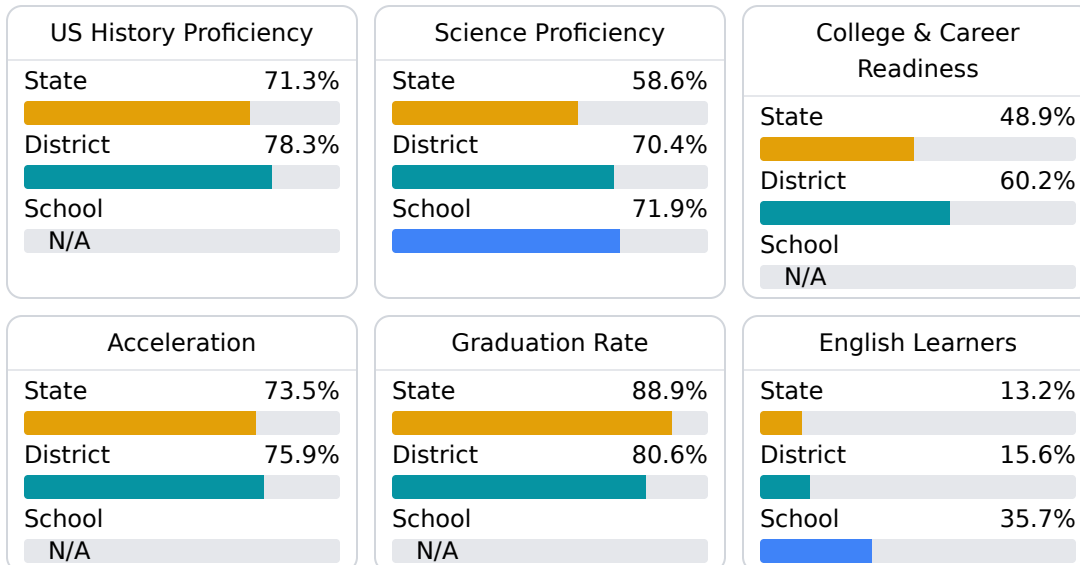 US History Proficiency
State 71.3%
District 78.3%
School
N/A
Science Proficiency
State 58.6%
District 70.4%
School 71.9%
College & Career
Readiness
State 48.9%
District 60.2%
School
N/A
Acceleration
State 73.5%
District 75.9%
School
N/A
Graduation Rate
State 88.9%
District 80.6%
School
N/A
English Learners
State 13.2%
District 15.6%
School 35.7%